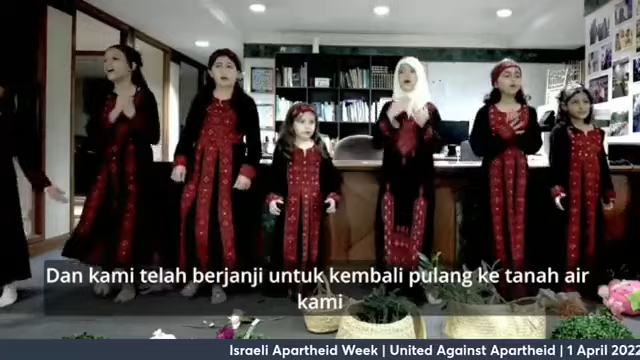 Dan kami telah berjanji untuk kembali pulang ke tanah air
kami
Israeli Apartheid Week | United Against Apartheid | 1 April 2022